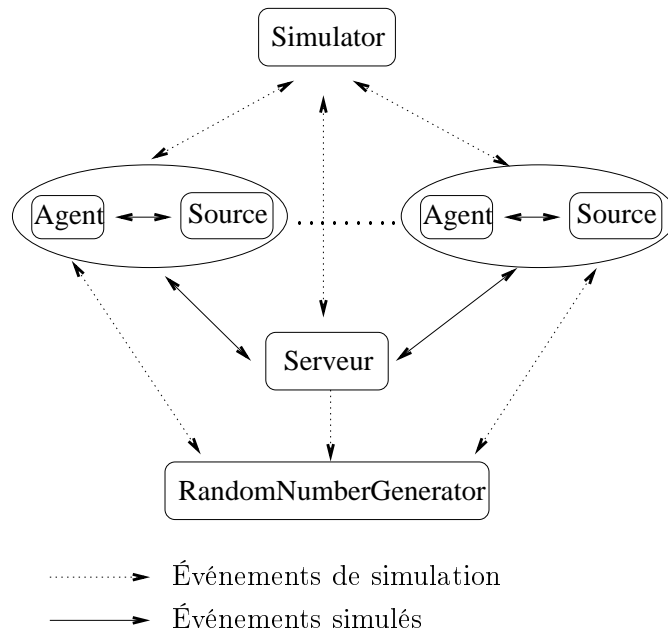 Simulator
Agent
Source
Agent
Source
Serveur
RandomNumberGenerator
Événements de simulation
Événements simulés